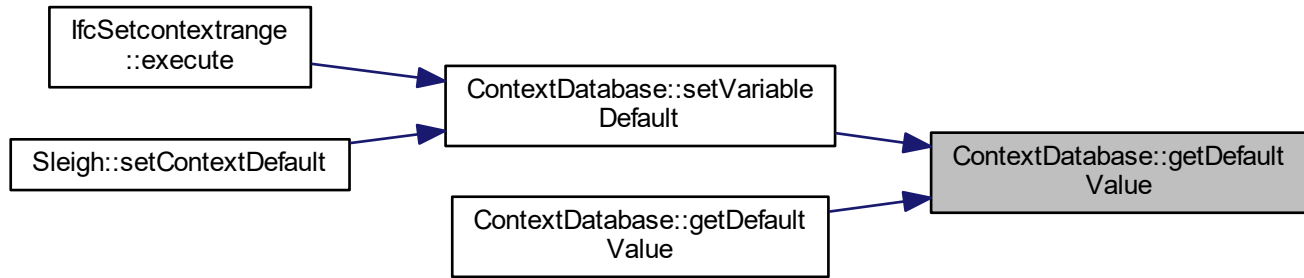 IfcSetcontextrange
::execute
ContextDatabase::setVariable
Default
Sleigh::setContextDefault
ContextDatabase::getDefault
Value
ContextDatabase::getDefault
Value